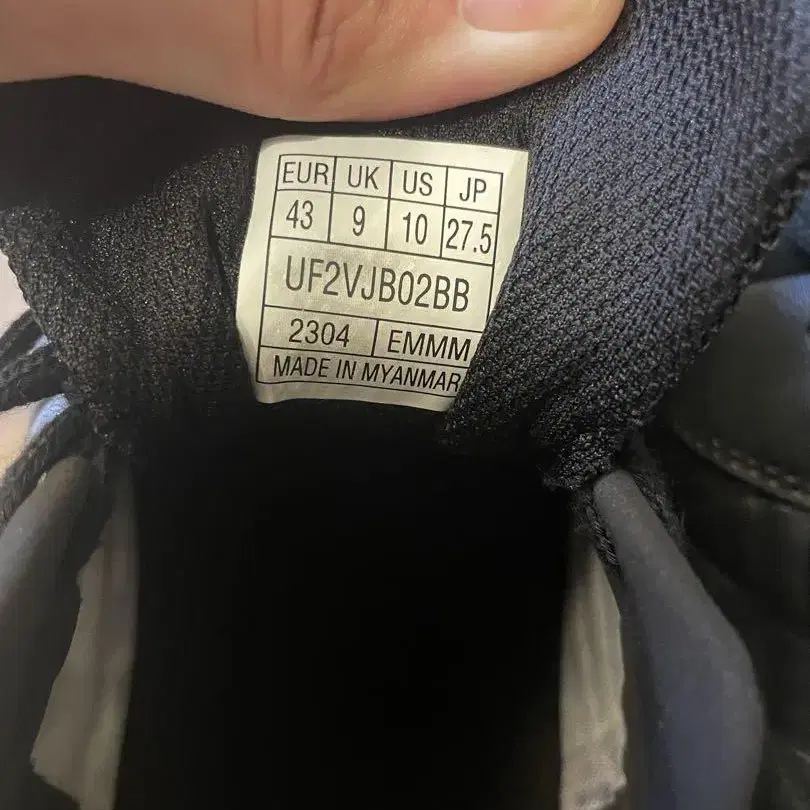 EUR UK US JP
43 9 10 27.5
UF2VJB02BB
2304 EMMM
MADE IN MYANMAR